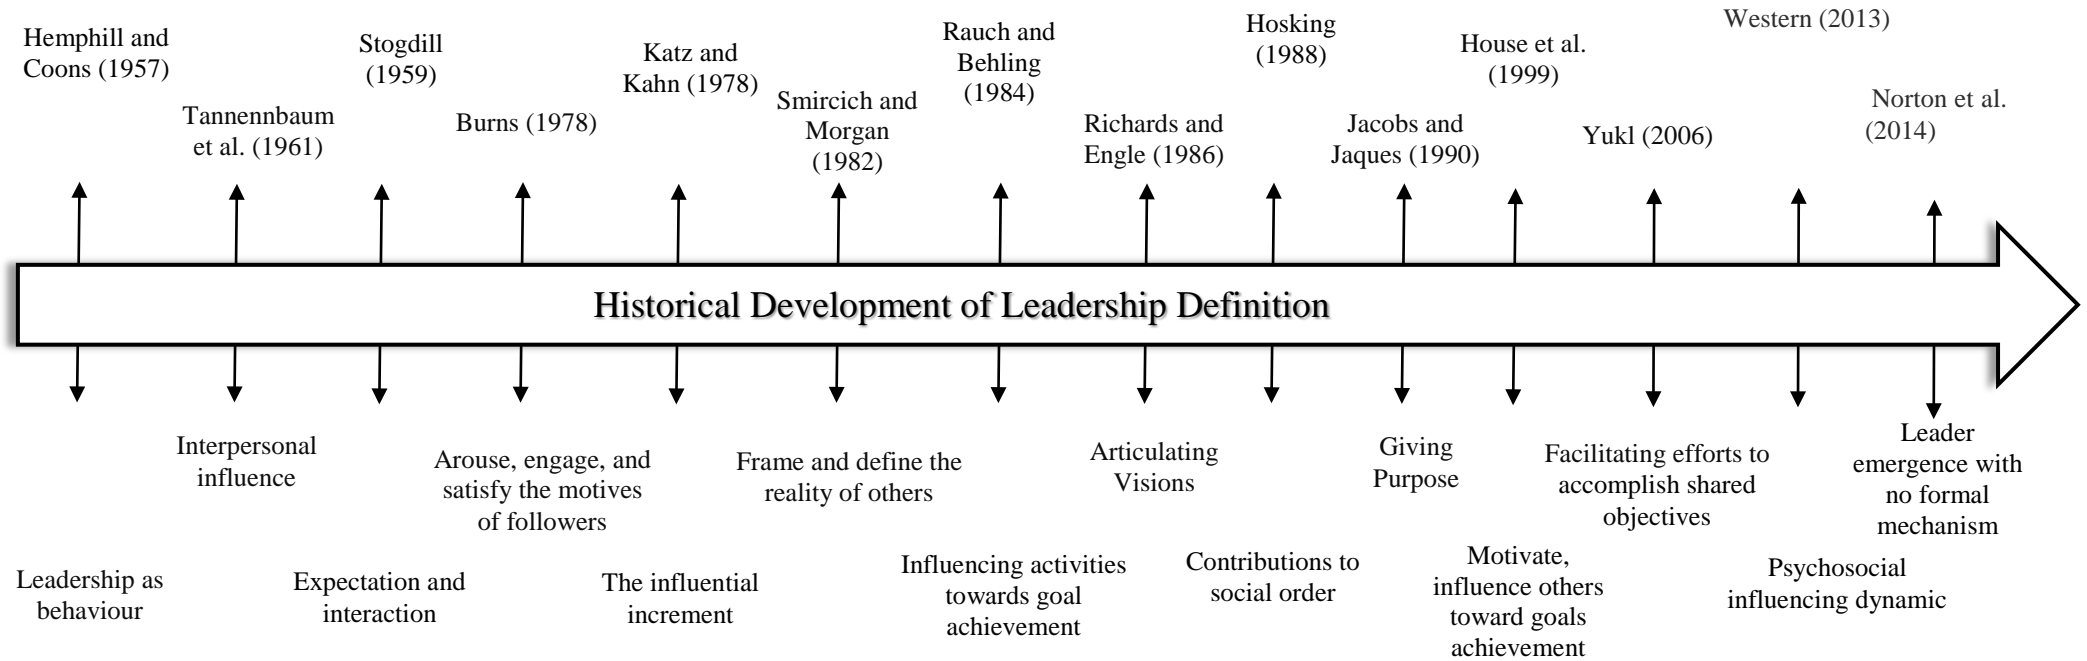 Hemphill and
Coons (1957)
Tannennbaum
et al. (1961)
Stogdill
(1959)
Burns (1978)
Katz and
Kahn (1978)
Smircich and
Morgan
(1982)
Rauch and
Behling
(1984)
Richards and
Engle (1986)
Hosking
(1988)
Jacobs and
Jaques (1990)
House et al.
(1999)
Yukl (2006)
Western (2013)
Norton et al.
(2014)
Historical Development of Leadership Definition
Leadership as
behaviour
Interpersonal
influence
Expectation and
interaction
Arouse, engage, and
satisfy the motives
of followers
The influential
increment
Frame and define the
reality of others
Influencing activities
towards goal
achievement
Articulating
Visions
Contributions to
social order
Giving
Purpose
Motivate,
influence others
toward goals
achievement
Facilitating efforts to
accomplish shared
objectives
Psychosocial
influencing dynamic
Leader
emergence with
no formal
mechanism